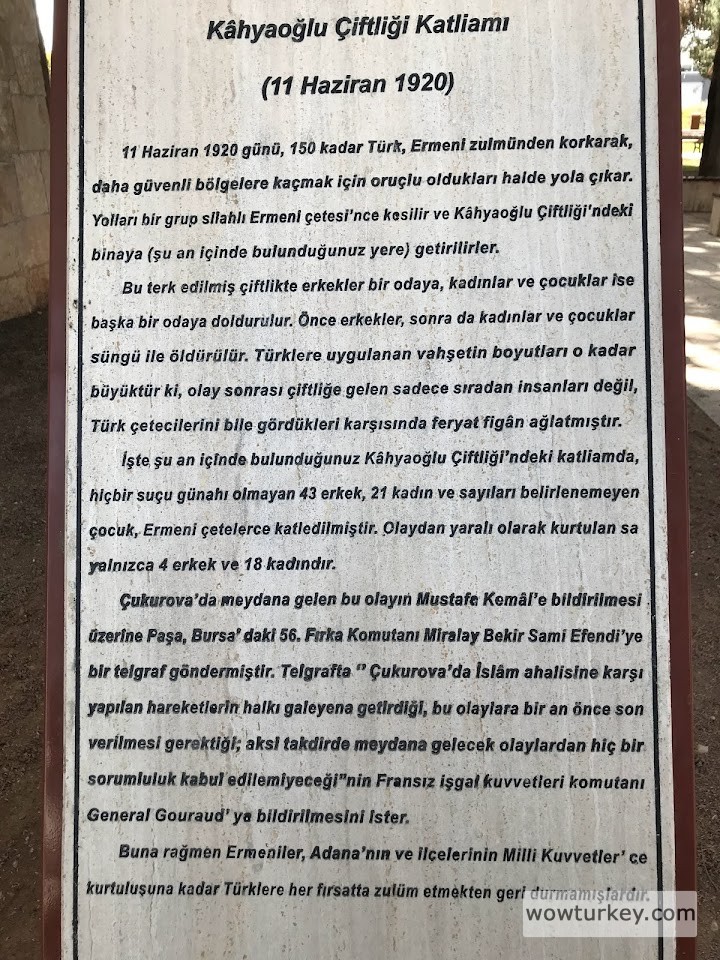 Kâhyaoğlu Çiftliği Katliamı
(11 Haziran 1920)
11 Haziran 1920 günü, 150 kadar Türk, Ermeni zulmünden korkarak,
daha güvenli bölgelere kaçmak için oruçlu oldukları halde yola çıkar.
Yolları bir grup silahlı Ermeni çetesi'nce kesilir ve Kâhyaoğlu Çiftliği'ndeki
binaya (şu an içinde bulunduğunuz yere) getirilirler.
Bu terk edilmiş çiftlikte erkekler bir odaya, kadınlar ve çocuklar ise
başka bir odaya doldurulur. Önce erkekler, sonra da kadınlar ve çocuklar
süngü ile öldürülür. Türklere uygulanan vahşetin boyutları o kadar
büyüktür ki, olay sonrası çiftliğe gelen sadece sıradan insanları değil,
Türk çetecilerini bile gördükleri karşısında feryat figân ağlatmıştır.
İşte şu an içinde bulunduğunuz Kâhyaoğlu Çiftliği'ndeki katliamda,
hiçbir suçu günahı olmayan 43 erkek, 21 kadın ve sayıları belirlenemeyen
çocuk, Ermeni çetelerce katledilmiştir. Olaydan yaralı olarak kurtulan sa
yalnızca 4 erkek ve 18 kadındır.
Çukurova'da meydana gelen bu olayın Mustafe Kemâl'e bildirilmesi
üzerine Paşa, Bursa' daki 56. Fırka Komutanı Miralay Bekir Sami Efendi'ye
bir telgraf göndermiştir. Telgrafta '' Çukurova'da İslâm ahalisine karşı
yapılan hareketlerin halkı galeyena getirdiği, bu olaylara bir an önce son
verilmesi gerektiği; aksi takdirde meydana gelecek olaylardan hiç bir
sorumluluk kabul edilemiyeceği"nin Fransız işgal kuvvetleri komutanı
General Gouraud' ya bildirilmesini ister.
Buna rağmen Ermeniler, Adana'nın ve ilçelerinin Milli Kuvvetler' ce
kurtuluşuna kadar Türklere her fırsatta zulüm etmekten geri durmamışlardır.
wowturkey.com